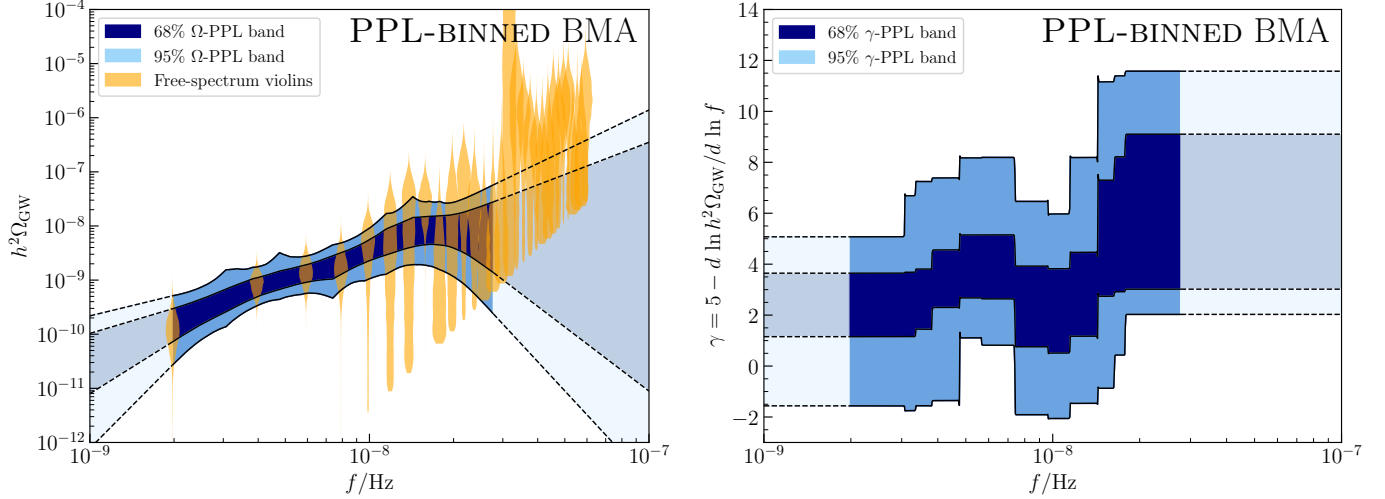 PPL-BINNED BMA
68% Ω-PPL band
95% Ω-PPL band
Free-spectrum violins
h²Ω_GW
10⁻⁴
10⁻⁵
10⁻⁶
10⁻⁷
10⁻⁸
10⁻⁹
10⁻¹⁰
10⁻¹¹
10⁻¹²
10⁻⁹ 10⁻⁸ 10⁻⁷
f/Hz
PPL-BINNED BMA
68% γ-PPL band
95% γ-PPL band
γ = 5 − d ln h²Ω_GW/d ln f
14
12
10
8
6
4
2
0
−2
10⁻⁹ 10⁻⁸ 10⁻⁷
f/Hz